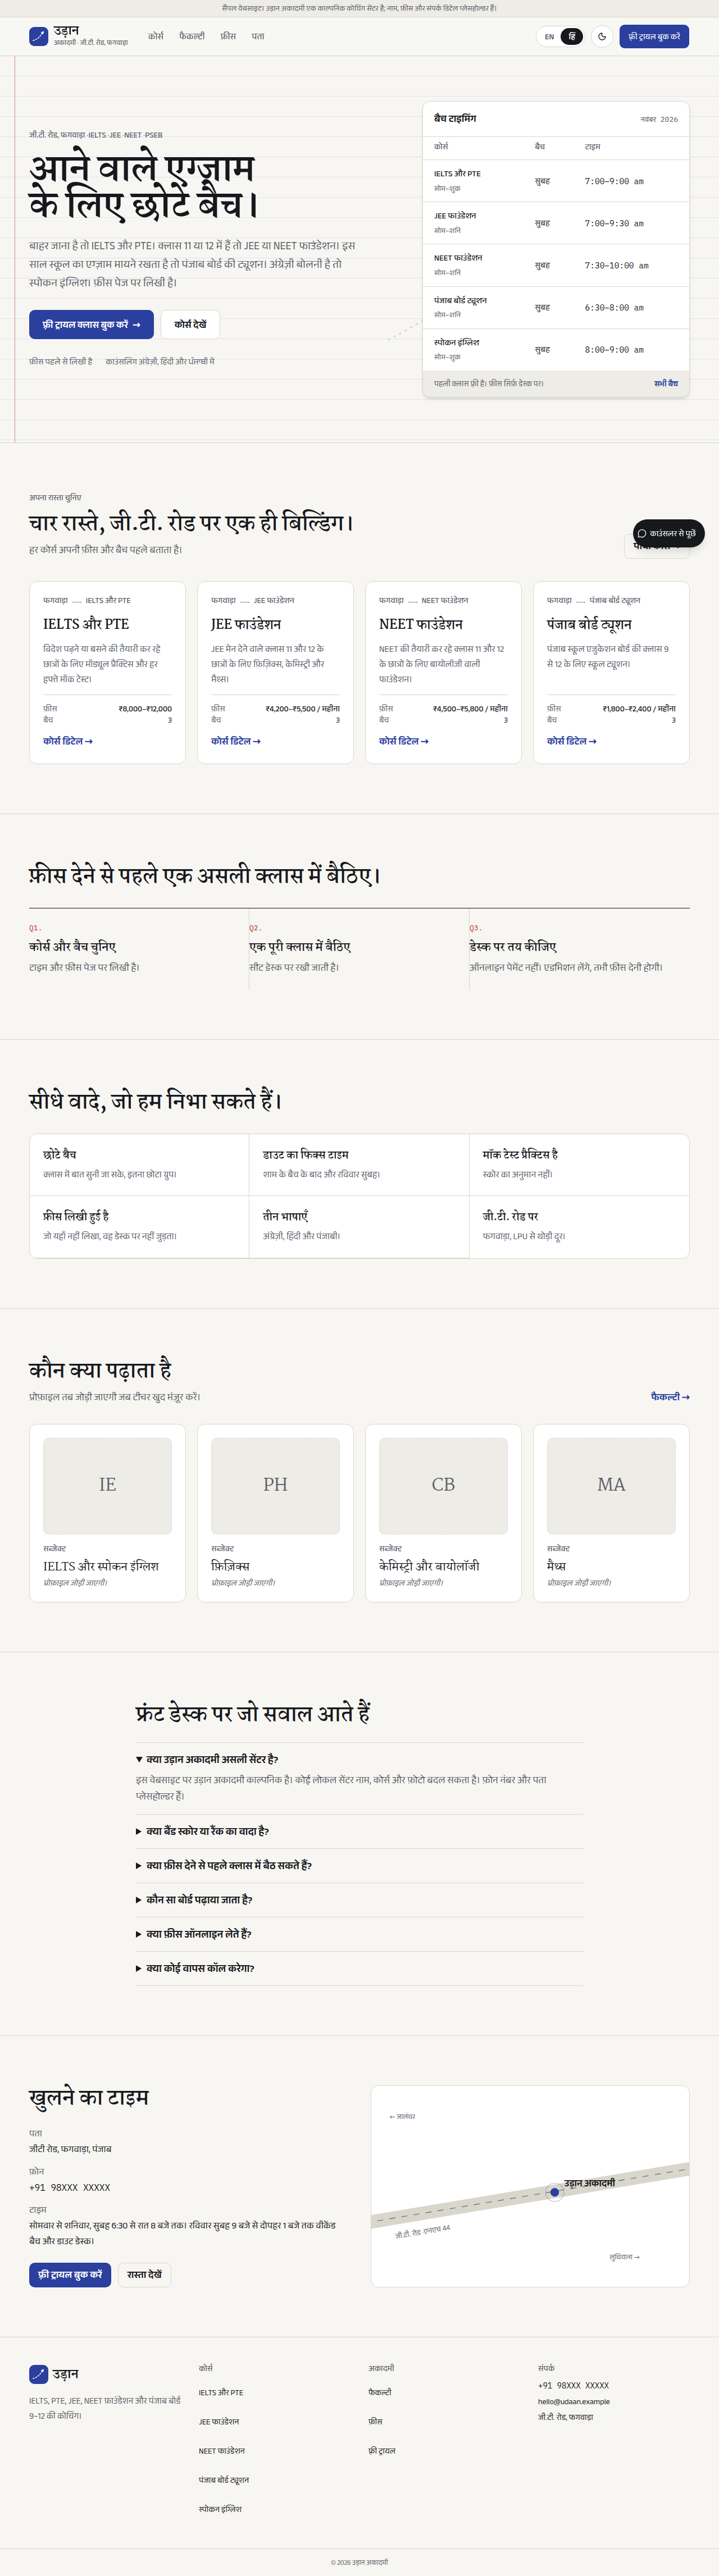 सैंपल वेबसाइट। उड़ान अकादमी एक काल्पनिक कोचिंग सेंटर है; नाम, फ़ीस और संपर्क डिटेल प्लेसहोल्डर हैं।
उड़ान
अकादमी · जी.टी. रोड, फगवाड़ा
कोर्स फैकल्टी फ़ीस पता
EN हिं
फ़्री ट्रायल बुक करें
जी.टी. रोड, फगवाड़ा ·IELTS ·JEE ·NEET ·PSEB
आने वाले एग्ज़ाम
के लिए छोटे बैच।
बाहर जाना है तो IELTS और PTE। क्लास 11 या 12 में हैं तो JEE या NEET फाउंडेशन। इस
साल स्कूल का एग्ज़ाम मायने रखता है तो पंजाब बोर्ड की ट्यूशन। अंग्रेज़ी बोलनी है तो
स्पोकन इंग्लिश। फ़ीस पेज पर लिखी है।
फ़्री ट्रायल क्लास बुक करें →
कोर्स देखें
फ़ीस पहले से लिखी है काउंसलिंग अंग्रेज़ी, हिंदी और ਪੰਜਾਬੀ में
बैच टाइमिंग नवंबर 2026
कोर्स बैच टाइम
IELTS और PTE
सोम–शुक्र
सुबह 7:00–9:00 am
JEE फाउंडेशन
सोम–शनि
सुबह 7:00–9:30 am
NEET फाउंडेशन
सोम–शनि
सुबह 7:30–10:00 am
पंजाब बोर्ड ट्यूशन
सोम–शनि
सुबह 6:30–8:00 am
स्पोकन इंग्लिश
सोम–शुक्र
सुबह 8:00–9:00 am
पहली क्लास फ़्री है। फ़ीस सिर्फ़ डेस्क पर। सभी बैच
अपना रास्ता चुनिए
चार रास्ते, जी.टी. रोड पर एक ही बिल्डिंग।
हर कोर्स अपनी फ़ीस और बैच पहले बताता है।
काउंसलर से पूछें
फगवाड़ा ---- IELTS और PTE
IELTS और PTE
विदेश पढ़ने या बसने की तैयारी कर रहे
छात्रों के लिए मॉड्यूल प्रैक्टिस और हर
हफ्ते मॉक टेस्ट।
फ़ीस ₹8,000–₹12,000
बैच 3
कोर्स डिटेल →
फगवाड़ा ---- JEE फाउंडेशन
JEE फाउंडेशन
JEE मेन देने वाले क्लास 11 और 12 के
छात्रों के लिए फ़िज़िक्स, केमिस्ट्री और
मैथ्स।
फ़ीस ₹4,200–₹5,500 / महीना
बैच 3
कोर्स डिटेल →
फगवाड़ा ---- NEET फाउंडेशन
NEET फाउंडेशन
NEET की तैयारी कर रहे क्लास 11 और 12
के छात्रों के लिए बायोलॉजी वाली
फाउंडेशन।
फ़ीस ₹4,500–₹5,800 / महीना
बैच 3
कोर्स डिटेल →
फगवाड़ा ---- पंजाब बोर्ड ट्यूशन
पंजाब बोर्ड ट्यूशन
पंजाब स्कूल एजुकेशन बोर्ड की क्लास 9
से 12 के लिए स्कूल ट्यूशन।
फ़ीस ₹1,800–₹2,400 / महीना
बैच 3
कोर्स डिटेल →
फ़ीस देने से पहले एक असली क्लास में बैठिए।
Q1.
कोर्स और बैच चुनिए
टाइम और फ़ीस पेज पर लिखी है।
Q2.
एक पूरी क्लास में बैठिए
सीट डेस्क पर रखी जाती है।
Q3.
डेस्क पर तय कीजिए
ऑनलाइन पेमेंट नहीं। एडमिशन लेंगे, तभी फ़ीस देनी होगी।
सीधे वादे, जो हम निभा सकते हैं।
छोटे बैच
क्लास में बात सुनी जा सके, इतना छोटा ग्रुप।
डाउट का फिक्स टाइम
शाम के बैच के बाद और रविवार सुबह।
मॉक टेस्ट प्रैक्टिस है
स्कोर का अनुमान नहीं।
फ़ीस लिखी हुई है
जो यहाँ नहीं लिखा, वह डेस्क पर नहीं जुड़ता।
तीन भाषाएँ
अंग्रेज़ी, हिंदी और पंजाबी।
जी.टी. रोड पर
फगवाड़ा, LPU से थोड़ी दूर।
कौन क्या पढ़ाता है
प्रोफ़ाइल तब जोड़ी जाएगी जब टीचर खुद मंज़ूर करें।
फैकल्टी →
IE
सब्जेक्ट
IELTS और स्पोकन इंग्लिश
प्रोफ़ाइल जोड़ी जाएगी।
PH
सब्जेक्ट
फ़िज़िक्स
प्रोफ़ाइल जोड़ी जाएगी।
CB
सब्जेक्ट
केमिस्ट्री और बायोलॉजी
प्रोफ़ाइल जोड़ी जाएगी।
MA
सब्जेक्ट
मैथ्स
प्रोफ़ाइल जोड़ी जाएगी।
फ्रंट डेस्क पर जो सवाल आते हैं
क्या उड़ान अकादमी असली सेंटर है?
इस वेबसाइट पर उड़ान अकादमी काल्पनिक है। कोई लोकल सेंटर नाम, कोर्स और फ़ोटो बदल सकता है। फ़ोन नंबर और पता
प्लेसहोल्डर हैं।
क्या बैंड स्कोर या रैंक का वादा है?
क्या फ़ीस देने से पहले क्लास में बैठ सकते हैं?
कौन सा बोर्ड पढ़ाया जाता है?
क्या फ़ीस ऑनलाइन लेते हैं?
क्या कोई वापस कॉल करेगा?
खुलने का टाइम
पता
जीटी रोड, फगवाड़ा, पंजाब
फ़ोन
+91 98XXX XXXXX
टाइम
सोमवार से शनिवार, सुबह 6:30 से रात 8 बजे तक। रविवार सुबह 9 बजे से दोपहर 1 बजे तक वीकेंड
बैच और डाउट डेस्क।
फ़्री ट्रायल बुक करें
रास्ता देखें
← जालंधर
उड़ान अकादमी
जी.टी. रोड · एनएच 44
लुधियाना →
उड़ान
IELTS, PTE, JEE, NEET फाउंडेशन और पंजाब बोर्ड
9–12 की कोचिंग।
कोर्स
IELTS और PTE
JEE फाउंडेशन
NEET फाउंडेशन
पंजाब बोर्ड ट्यूशन
स्पोकन इंग्लिश
अकादमी
फैकल्टी
फ़ीस
फ़्री ट्रायल
संपर्क
+91 98XXX XXXXX
hello@udaan.example
जी.टी. रोड, फगवाड़ा
© 2026 उड़ान अकादमी